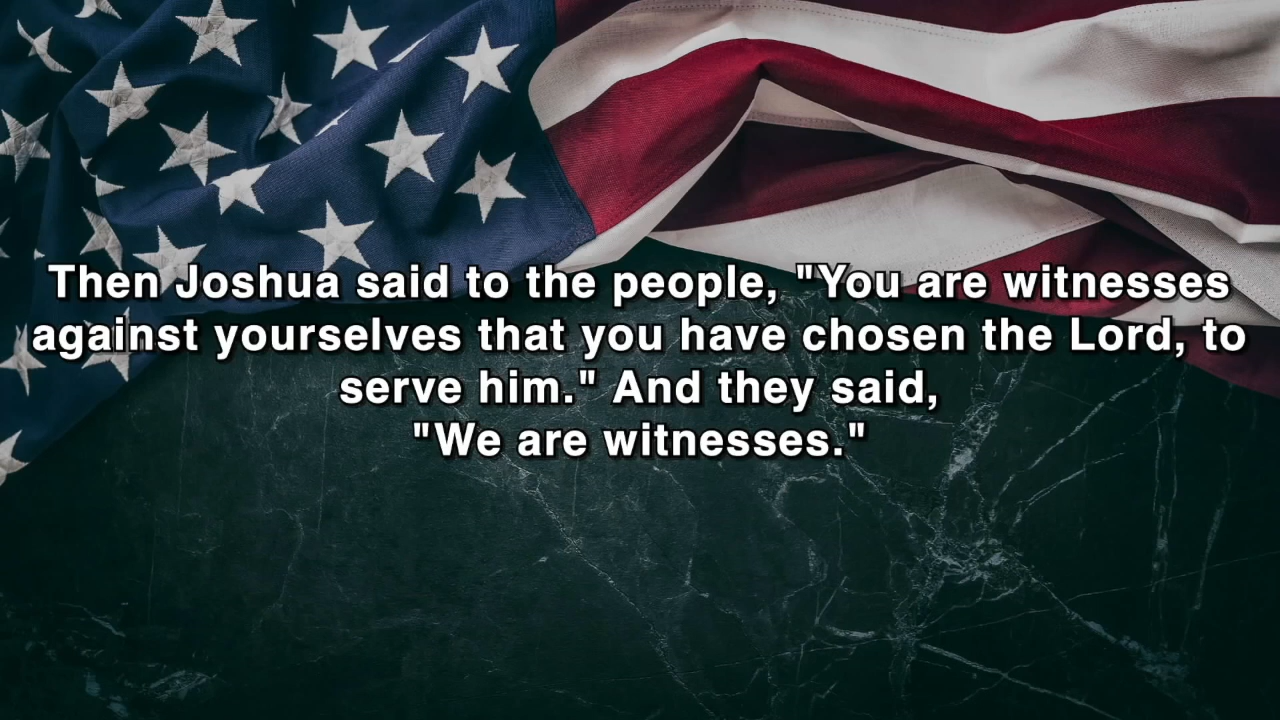 Then Joshua said to the people, "You are witnesses
against yourselves that you have chosen the Lord, to
serve him." And they said,
"We are witnesses."